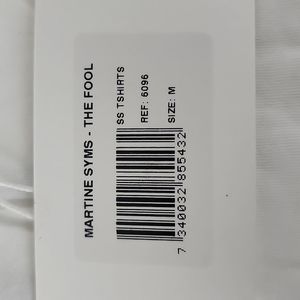 MARTINE SYMS - THE FOOL
SS TSHIRTS
REF: 6096
SIZE: M
7 340032 855432